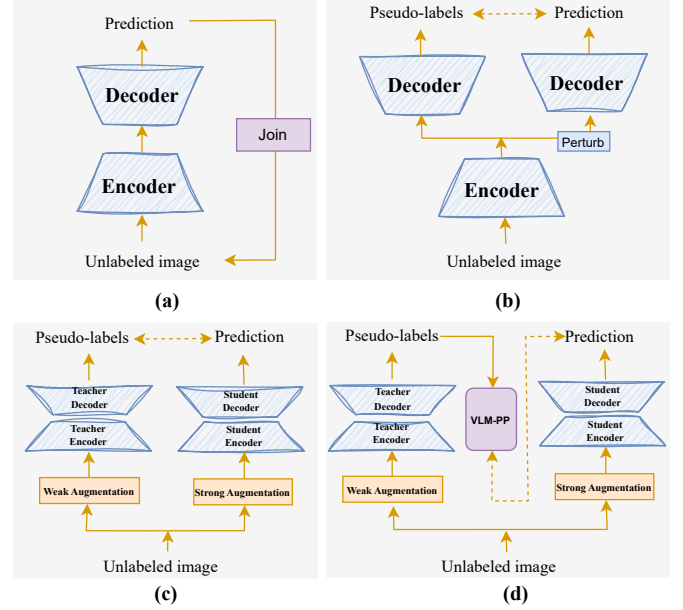 Prediction
Decoder
Join
Encoder
Unlabeled image
(a)
Pseudo-labels
Prediction
Decoder
Decoder
Perturb
Encoder
Unlabeled image
(b)
Pseudo-labels
Prediction
Teacher
Decoder
Teacher
Encoder
Student
Decoder
Student
Encoder
Weak Augmentation
Strong Augmentation
Unlabeled image
(c)
Pseudo-labels
Prediction
Teacher
Decoder
Teacher
Encoder
VLM-PP
Student
Decoder
Student
Encoder
Weak Augmentation
Strong Augmentation
Unlabeled image
(d)